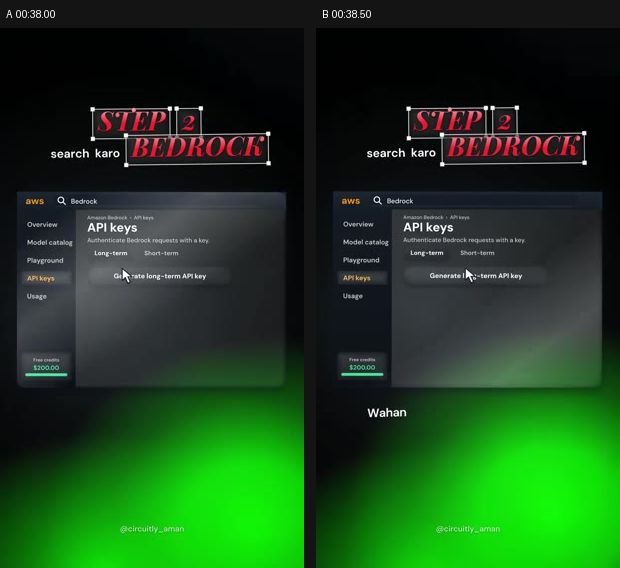 A 00:38.00
STEP 2
search karo BEDROCK
aws Bedrock
Overview
Model catalog
Playground
API keys
Usage
Amazon Bedrock › API keys
API keys
Authenticate Bedrock requests with a key.
Long-term Short-term
Free credits
$200.00
@circuitly_aman
B 00:38.50
STEP 2
search karo BEDROCK
aws Bedrock
Overview
Model catalog
Playground
API keys
Usage
Amazon Bedrock › API keys
API keys
Authenticate Bedrock requests with a key.
Long-term Short-term
Generate long-term API key
Free credits
$200.00
Wahan
@circuitly_aman